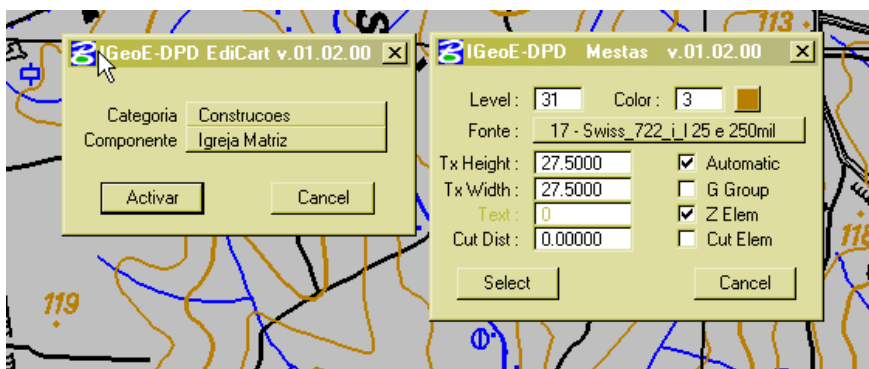 113
IGeoE-DPD EdiCart v.01.02.00
Categoria Construcoes
Componente Igreja Matriz
Activar Cancel
IGeoE-DPD Mestas v.01.02.00
Level : 31 Color : 3
Fonte : 17 - Swiss_722_i_l 25 e 250mil
Tx Height : 27.5000 Automatic
Tx Width : 27.5000 G Group
Text : 0 Z Elem
Cut Dist : 0.00000 Cut Elem
Select Cancel
119